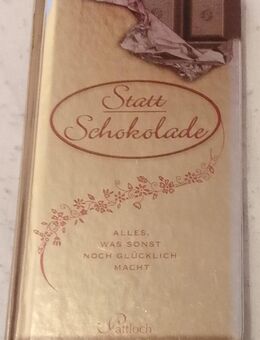 Statt
Schokolade
ALLES,
WAS SONST
NOCH GLÜCKLICH
MACHT
Pattloch